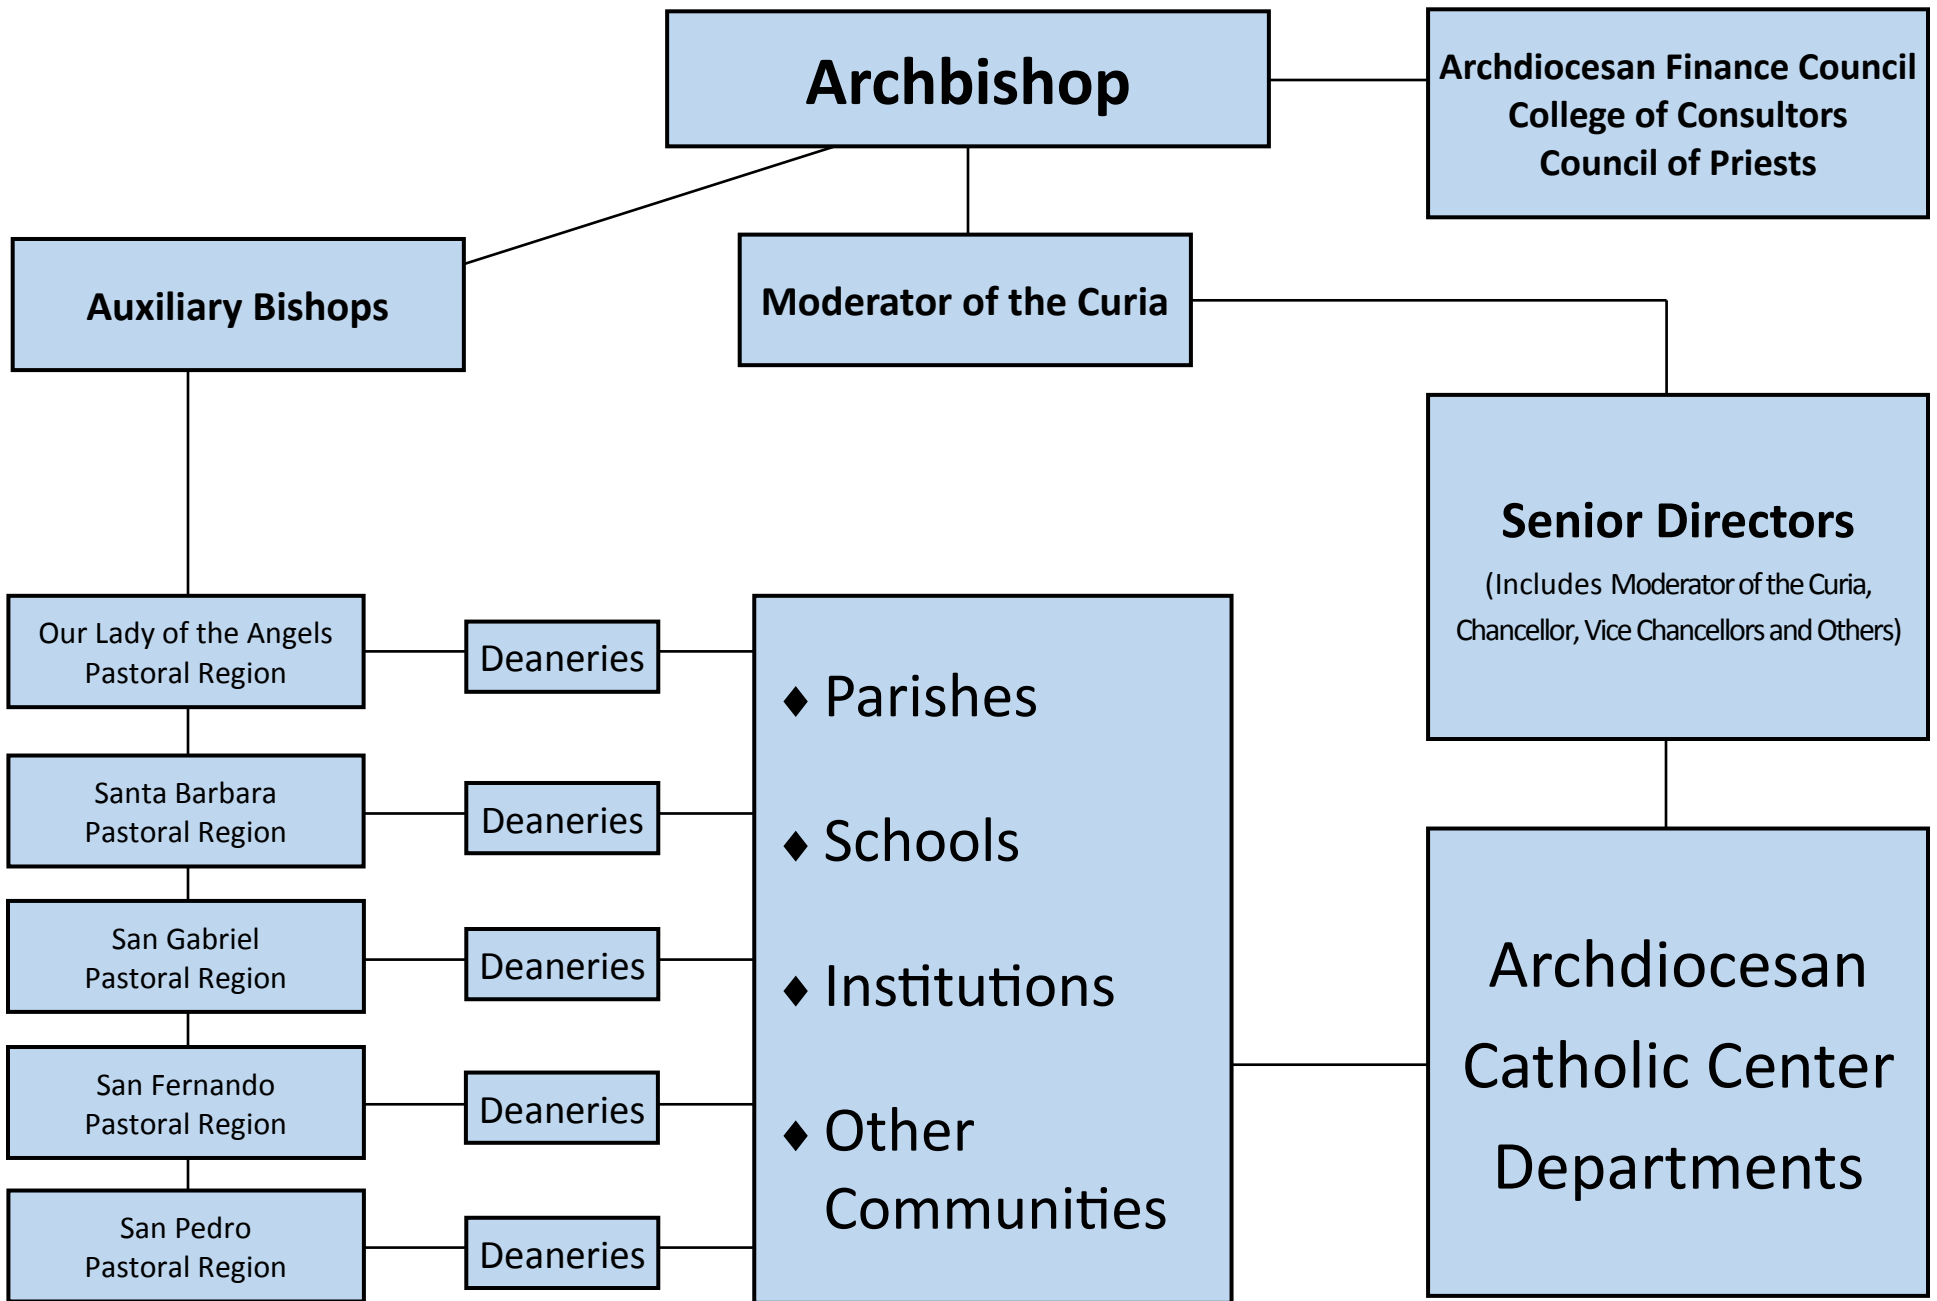 Archbishop
Archdiocesan Finance Council
College of Consultors
Council of Priests
Auxiliary Bishops
Moderator of the Curia
Senior Directors
(Includes Moderator of the Curia,
Chancellor, Vice Chancellors and Others)
Our Lady of the Angels
Pastoral Region
Deaneries
Santa Barbara
Pastoral Region
Deaneries
San Gabriel
Pastoral Region
Deaneries
San Fernando
Pastoral Region
Deaneries
San Pedro
Pastoral Region
Deaneries
♦ Parishes
♦ Schools
♦ Institutions
♦ Other
Communities
Archdiocesan
Catholic Center
Departments